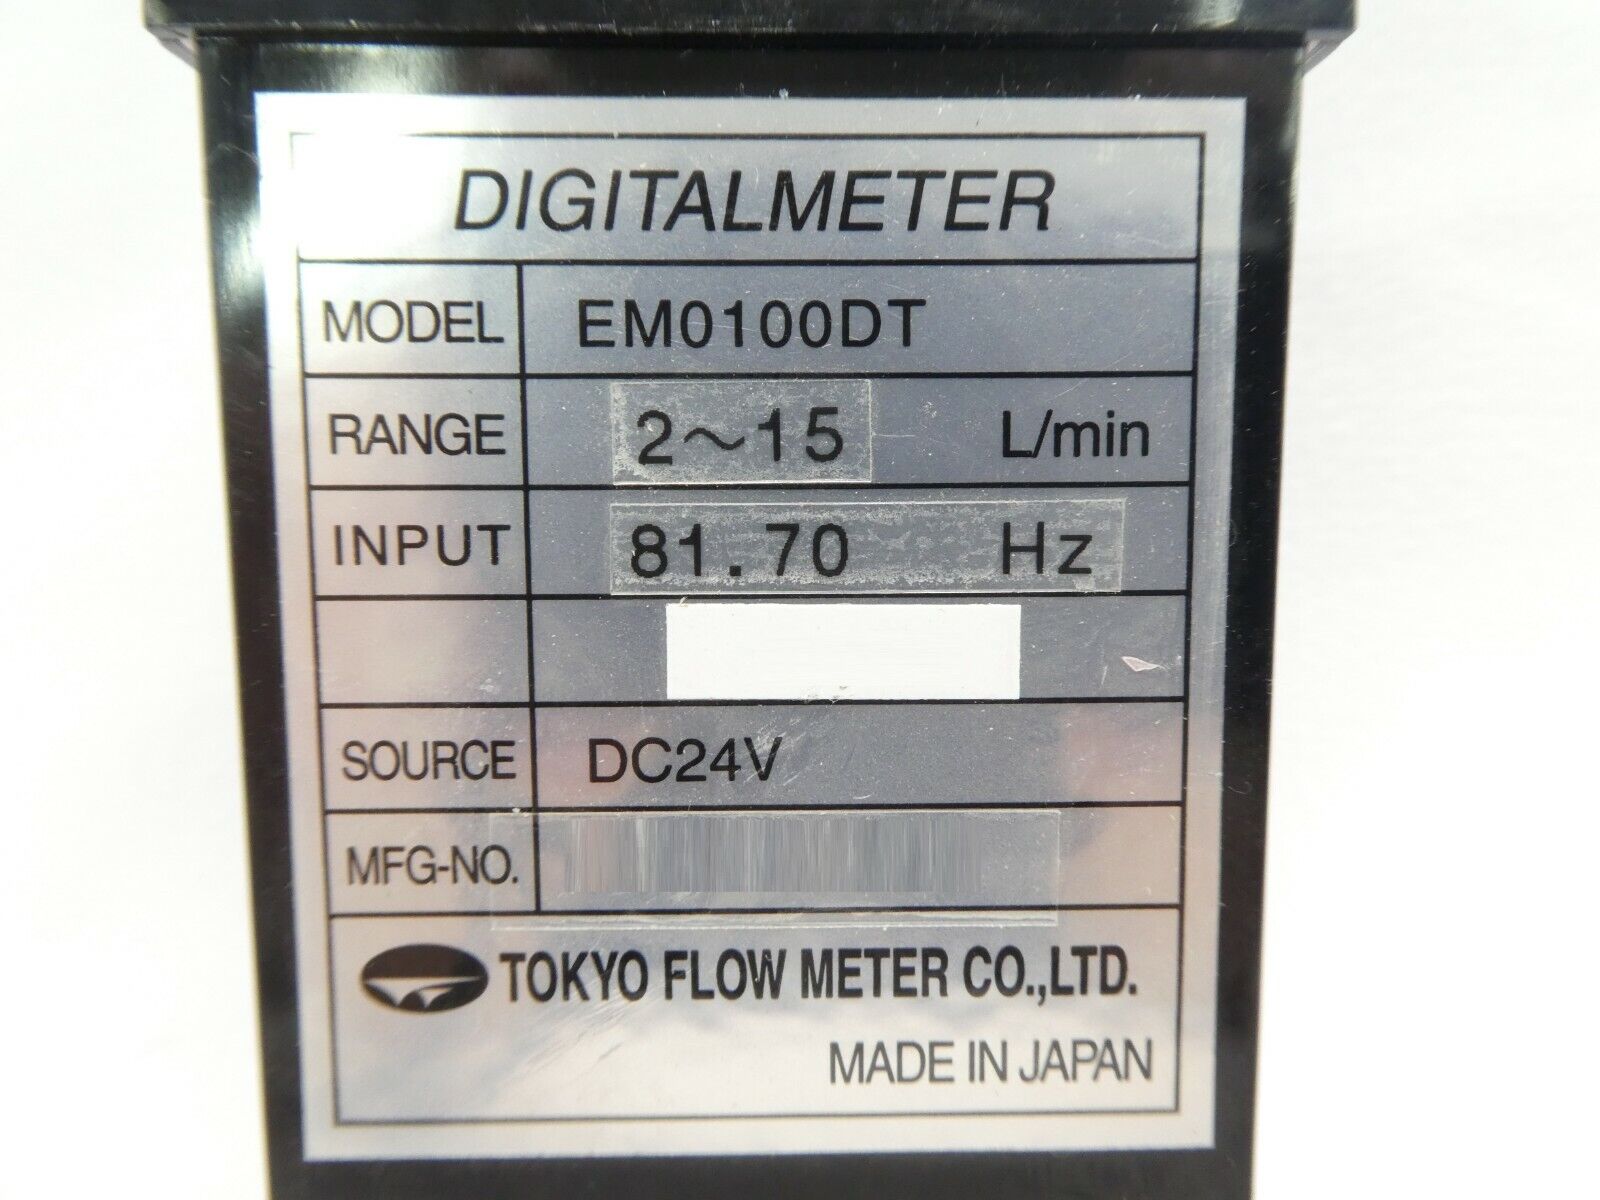 DIGITALMETER
MODEL EM0100DT
RANGE 2~15 L/min
INPUT 81.70 Hz
SOURCE DC24V
MFG-NO.
TOKYO FLOW METER CO.,LTD.
MADE IN JAPAN